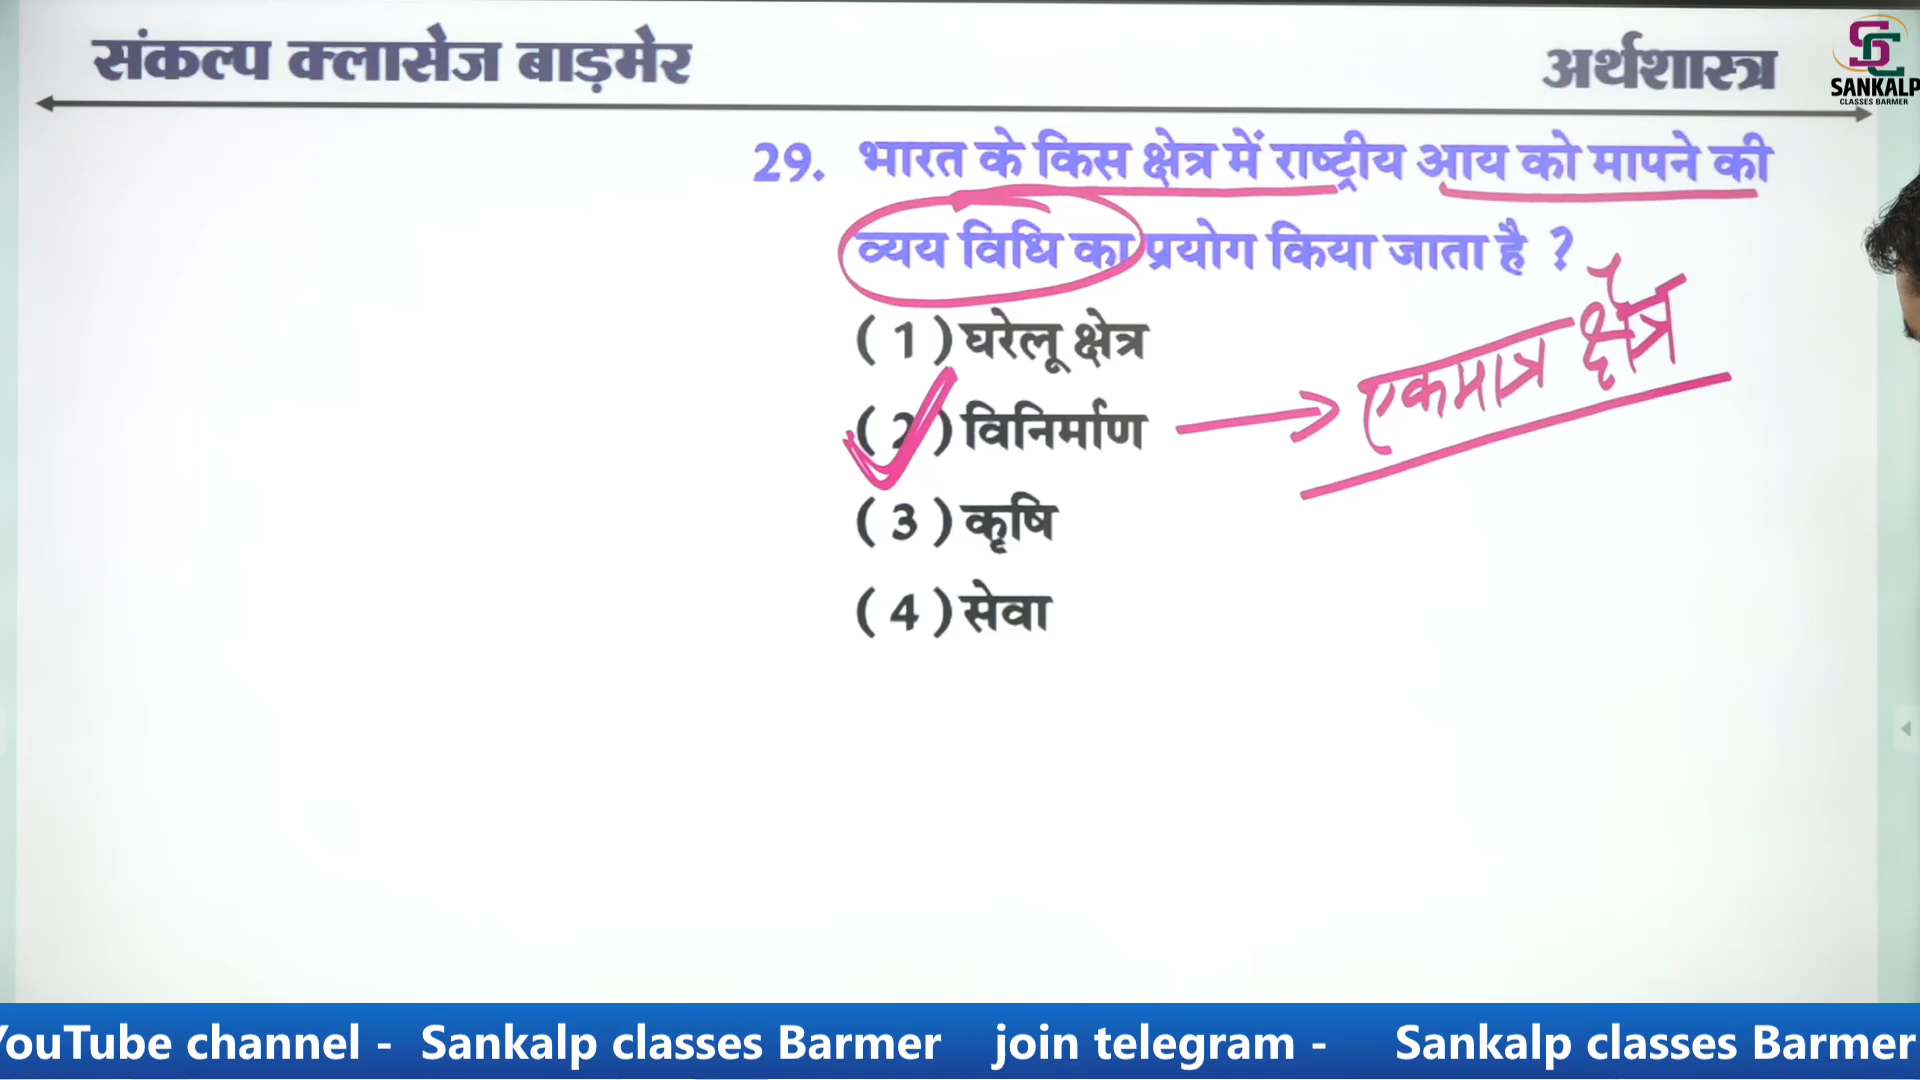 संकल्प क्लासेज बाड़मेर
अर्थशास्त्र
SANKALP
CLASSES BARMER
29. भारत के किस क्षेत्र में राष्ट्रीय आय को मापने की
व्यय विधि का प्रयोग किया जाता है ?
( 1 ) घरेलू क्षेत्र
( 2 ) विनिर्माण
एकमात्र क्षेत्र
( 3 ) कृषि
( 4 ) सेवा
YouTube channel - Sankalp classes Barmer join telegram - Sankalp classes Barmer